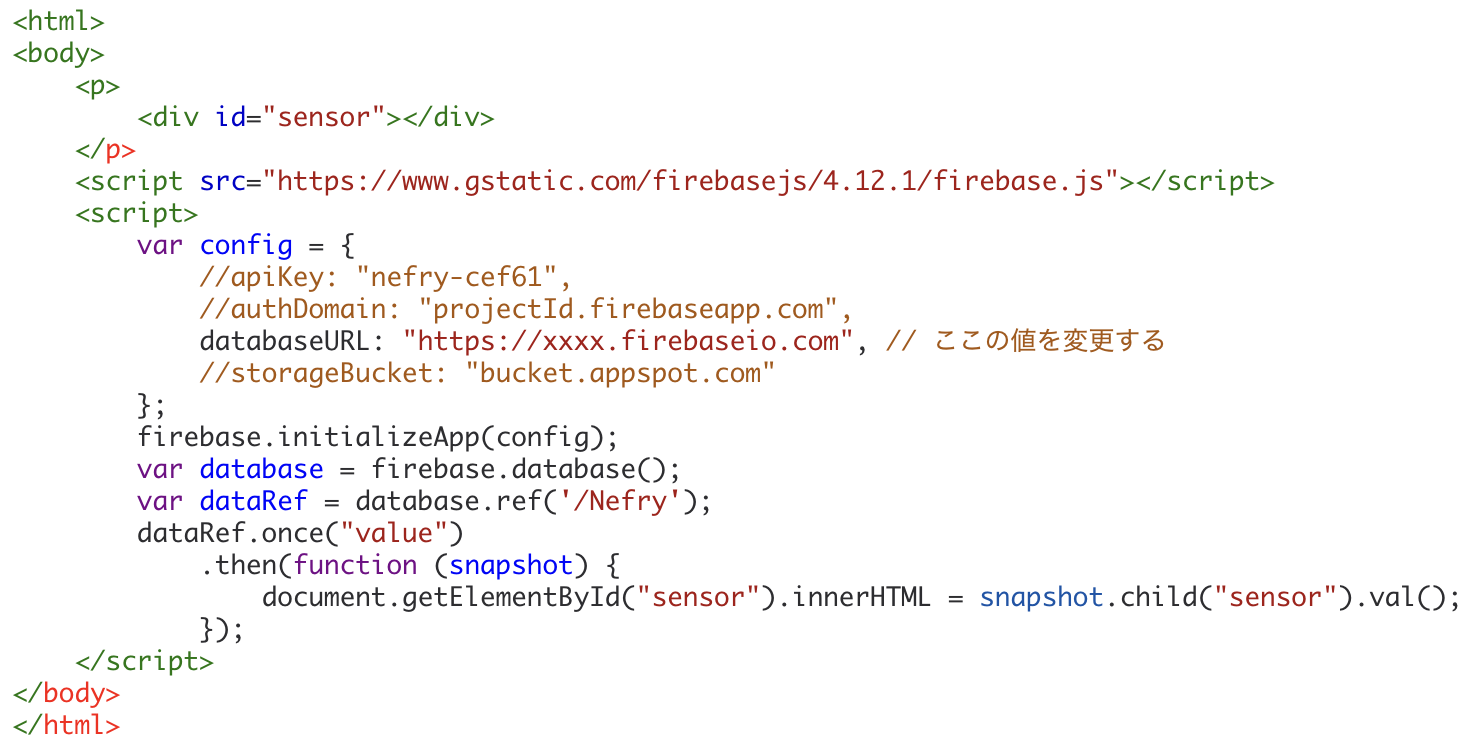 <html>
<body>
    <p>
        <div id="sensor"></div>
    </p>
    <script src="https://www.gstatic.com/firebasejs/4.12.1/firebase.js"></script>
    <script>
        var config = {
            //apiKey: "nefry-cef61",
            //authDomain: "projectId.firebaseapp.com",
            databaseURL: "https://xxxx.firebaseio.com", // ここの値を変更する
            //storageBucket: "bucket.appspot.com"
        };
        firebase.initializeApp(config);
        var database = firebase.database();
        var dataRef = database.ref('/Nefry');
        dataRef.once("value")
            .then(function (snapshot) {
                document.getElementById("sensor").innerHTML = snapshot.child("sensor").val();
            });
    </script>
</body>
</html>